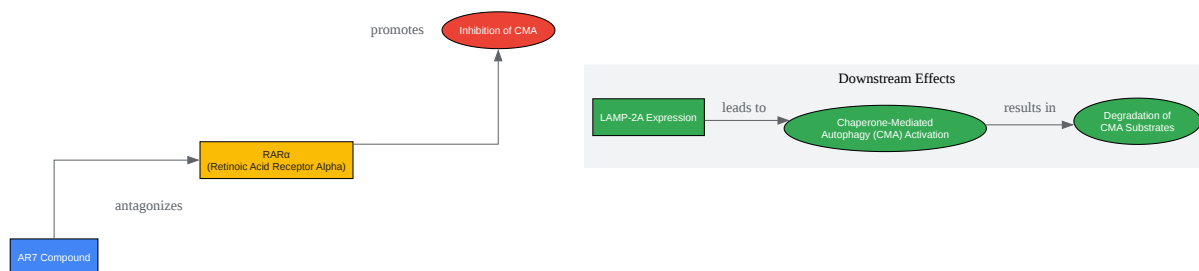 promotes
Inhibition of CMA
Downstream Effects
LAMP-2A Expression
leads to
Chaperone-Mediated
Autophagy (CMA) Activation
results in
Degradation of
CMA Substrates
RARα
(Retinoic Acid Receptor Alpha)
antagonizes
AR7 Compound